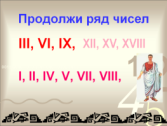 Продолжи ряд чисел
III, VI, IX, XII, XV, XVIII
I, II, IV, V, VII, VIII,